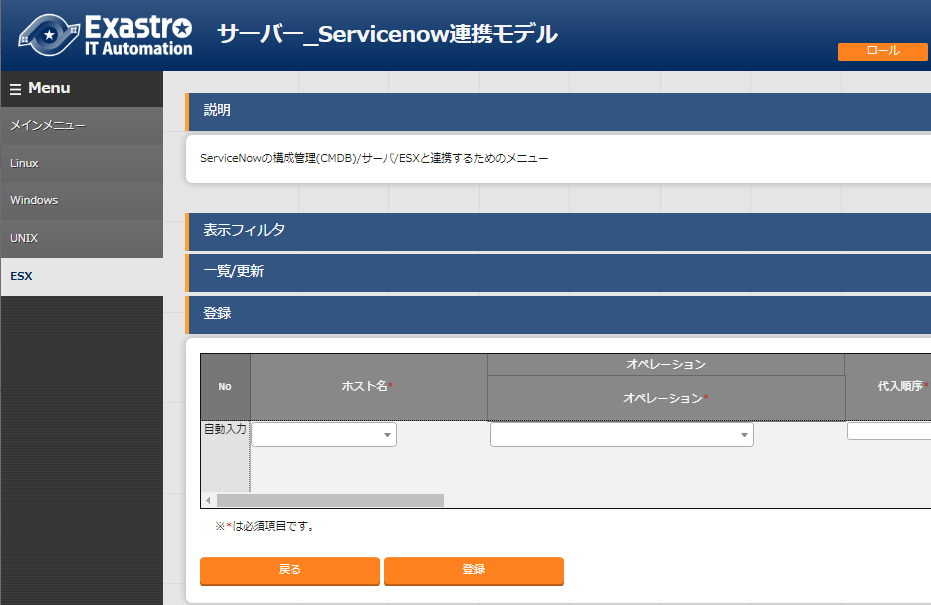 Exastro
IT Automation
サーバー_Servicenow連携モデル
ロール
Menu
メインメニュー
Linux
Windows
UNIX
ESX
説明
ServiceNowの構成管理(CMDB)/サーバ/ESXと連携するためのメニュー
表示フィルタ
一覧/更新
登録
No
ホスト名*
オペレーション
オペレーション*
代入順序*
自動入力
※*は必須項目です。
戻る
登録